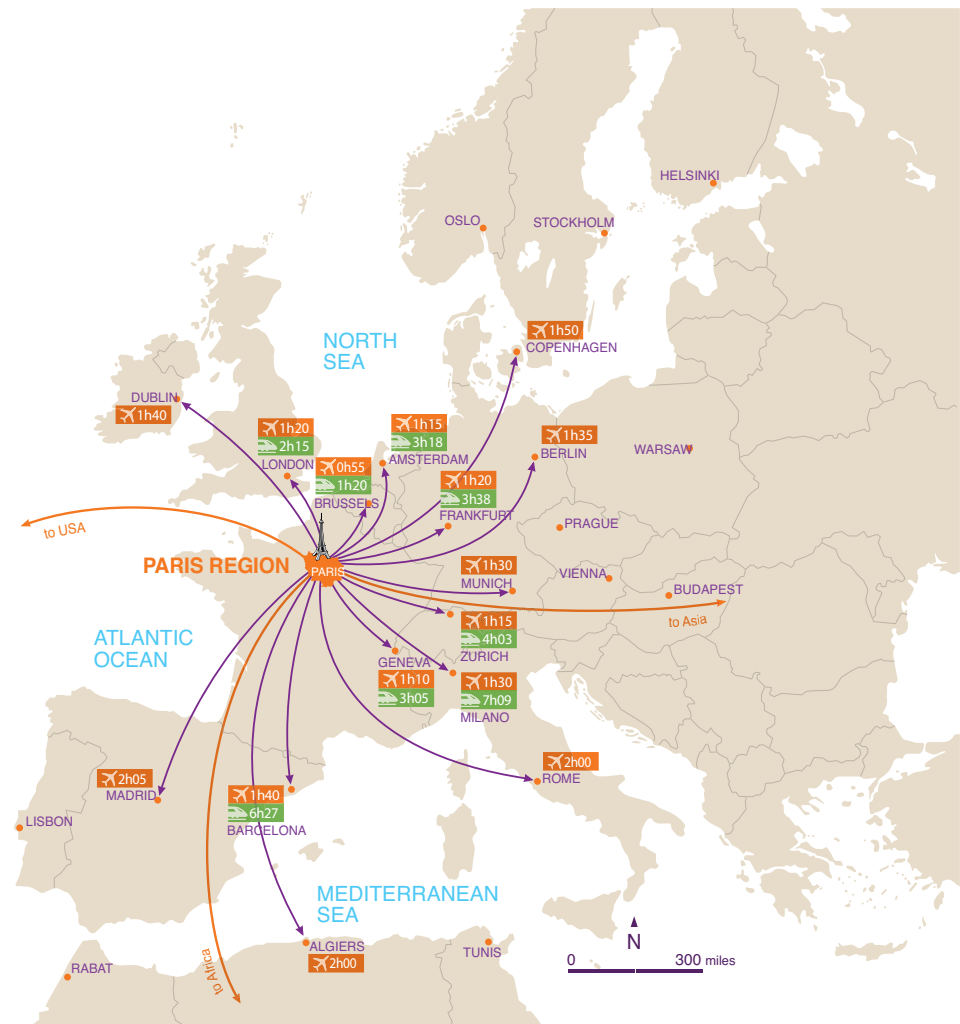 HELSINKI
OSLO
STOCKHOLM
1h50
COPENHAGEN
NORTH
SEA
DUBLIN
1h40
1h20
2h15
LONDON
1h15
3h18
AMSTERDAM
0h55
1h20
BRUSSELS
1h35
BERLIN
WARSAW
1h20
3h38
FRANKFURT
PRAGUE
to USA
PARIS REGION
PARIS
1h30
MUNICH
VIENNA
BUDAPEST
to Asia
1h15
4h03
ZURICH
ATLANTIC
OCEAN
GENEVA
1h10
3h05
1h30
7h09
MILANO
2h05
MADRID
2h00
ROME
1h40
6h27
BARCELONA
LISBON
MEDITERRANEAN
SEA
ALGIERS
2h00
TUNIS
RABAT
to Africa
N
0 300 miles